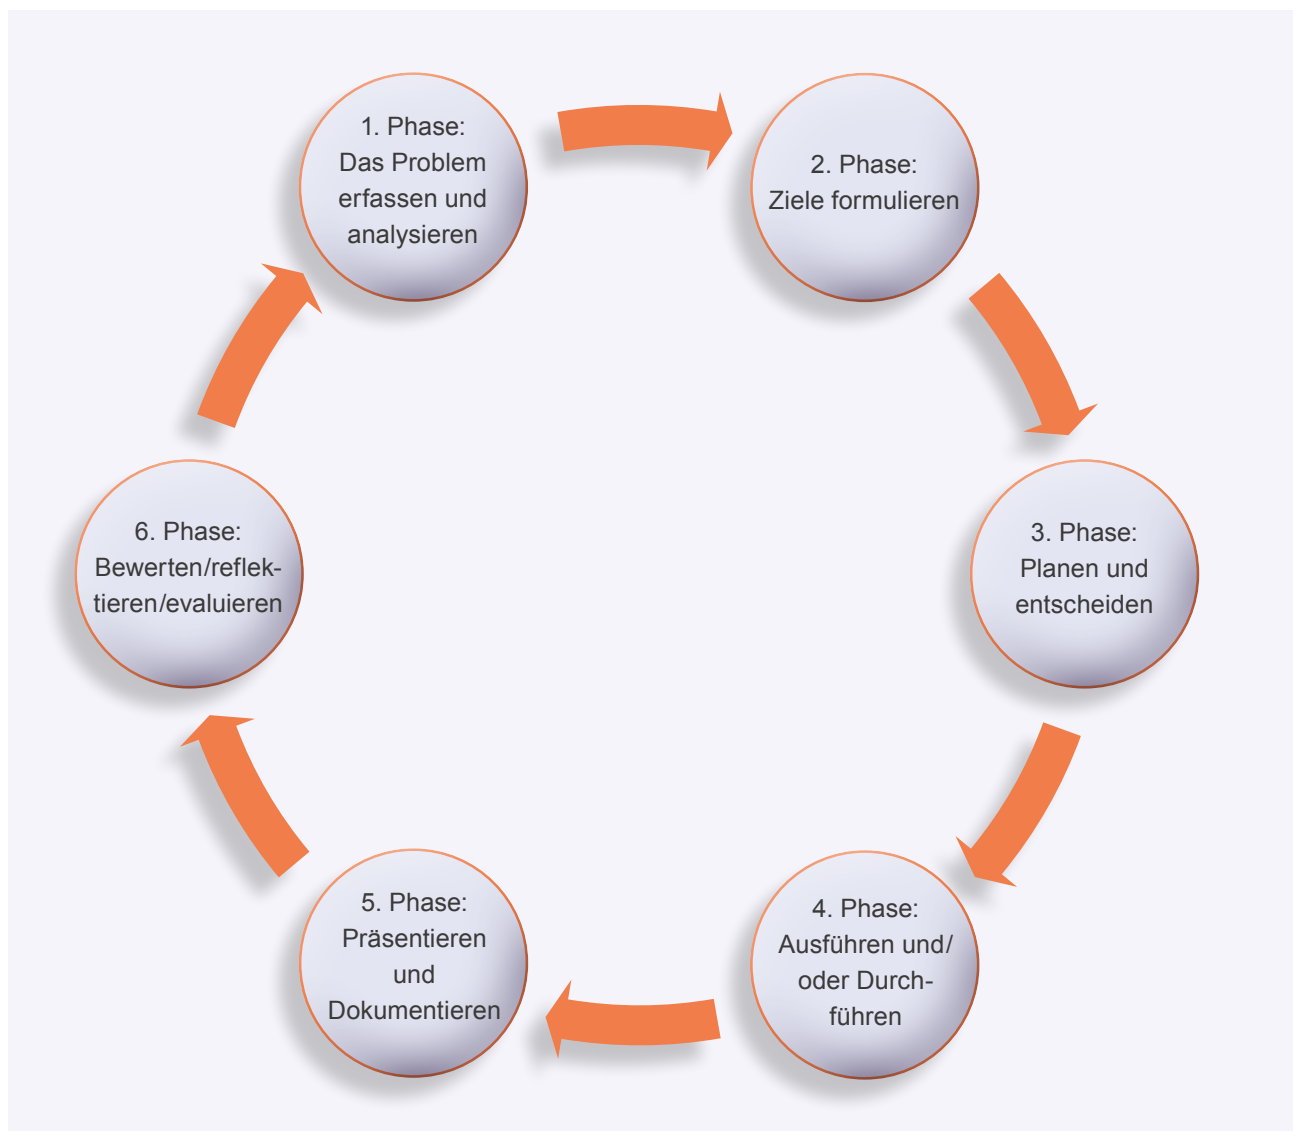 1. Phase:
Das Problem
erfassen und
analysieren
2. Phase:
Ziele formulieren
3. Phase:
Planen und
entscheiden
4. Phase:
Ausführen und/
oder Durch-
führen
5. Phase:
Präsentieren
und
Dokumentieren
6. Phase:
Bewerten/reflek-
tieren/evaluieren